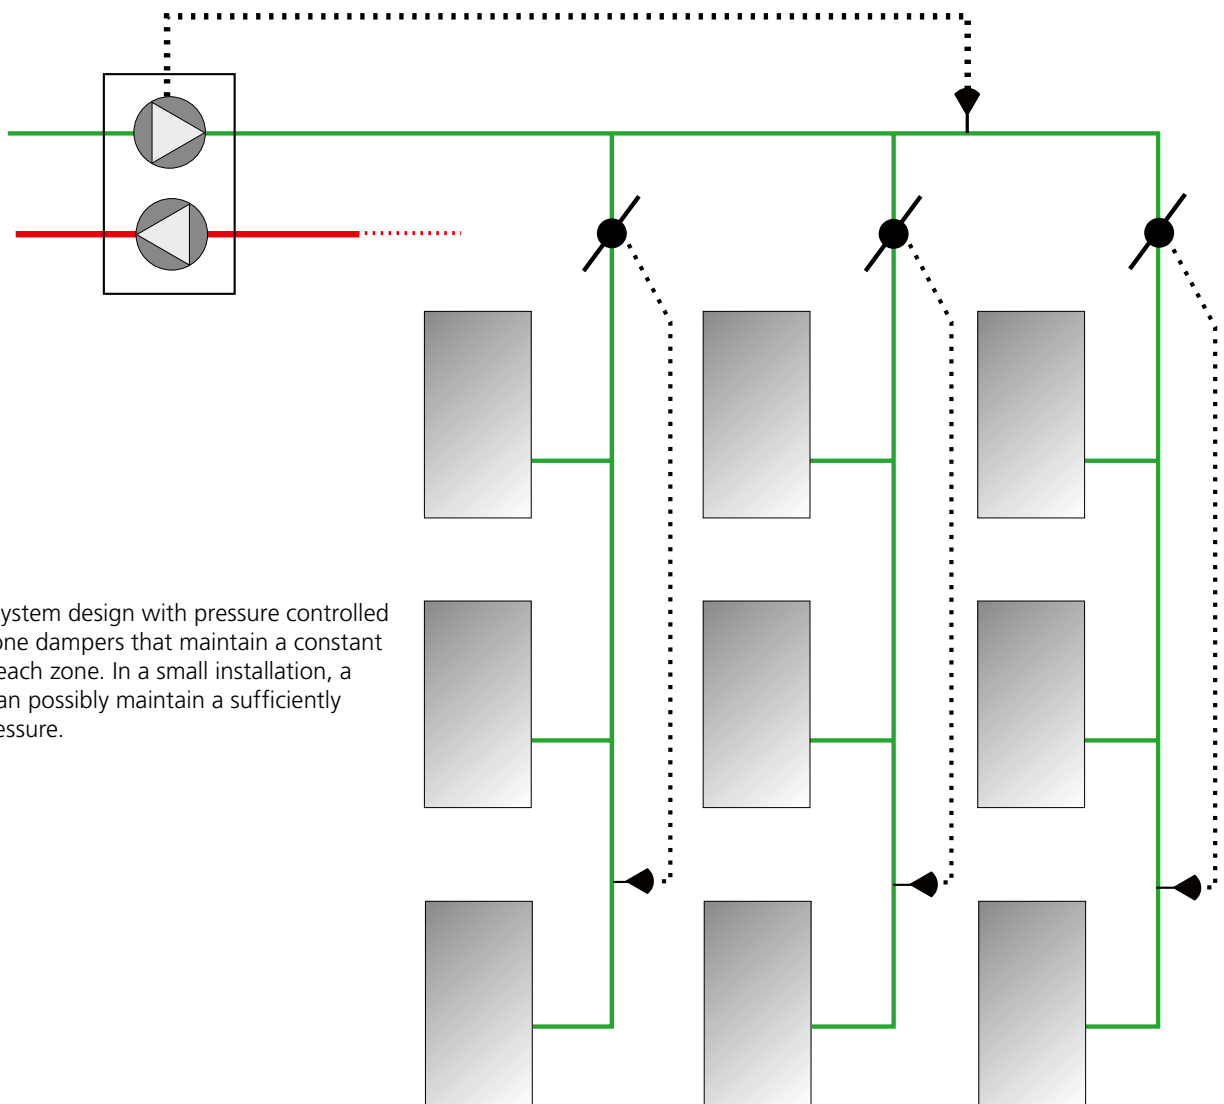 ystem design with pressure controlled
one dampers that maintain a constant
each zone. In a small installation, a
an possibly maintain a sufficiently
essure.